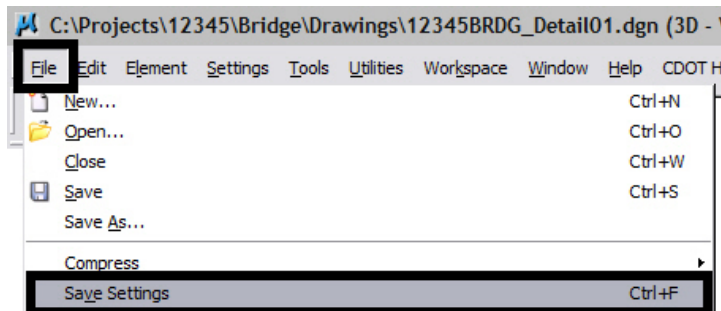 C:\Projects\12345\Bridge\Drawings\12345BRDG_Detail01.dgn (3D -
File Edit Element Settings Tools Utilities Workspace Window Help CDOT H
New... Ctrl+N
Open... Ctrl+O
Close Ctrl+W
Save Ctrl+S
Save As...
Compress
Save Settings Ctrl+F